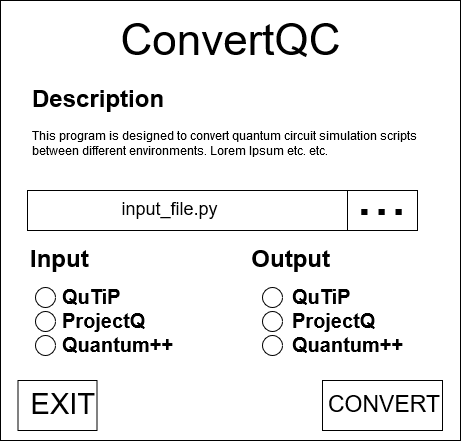 ConvertQC
Description
This program is designed to convert quantum circuit simulation scripts
between different environments. Lorem Ipsum etc. etc.
input_file.py ...
Input Output
QuTiP QuTiP
ProjectQ ProjectQ
Quantum++ Quantum++
EXIT CONVERT